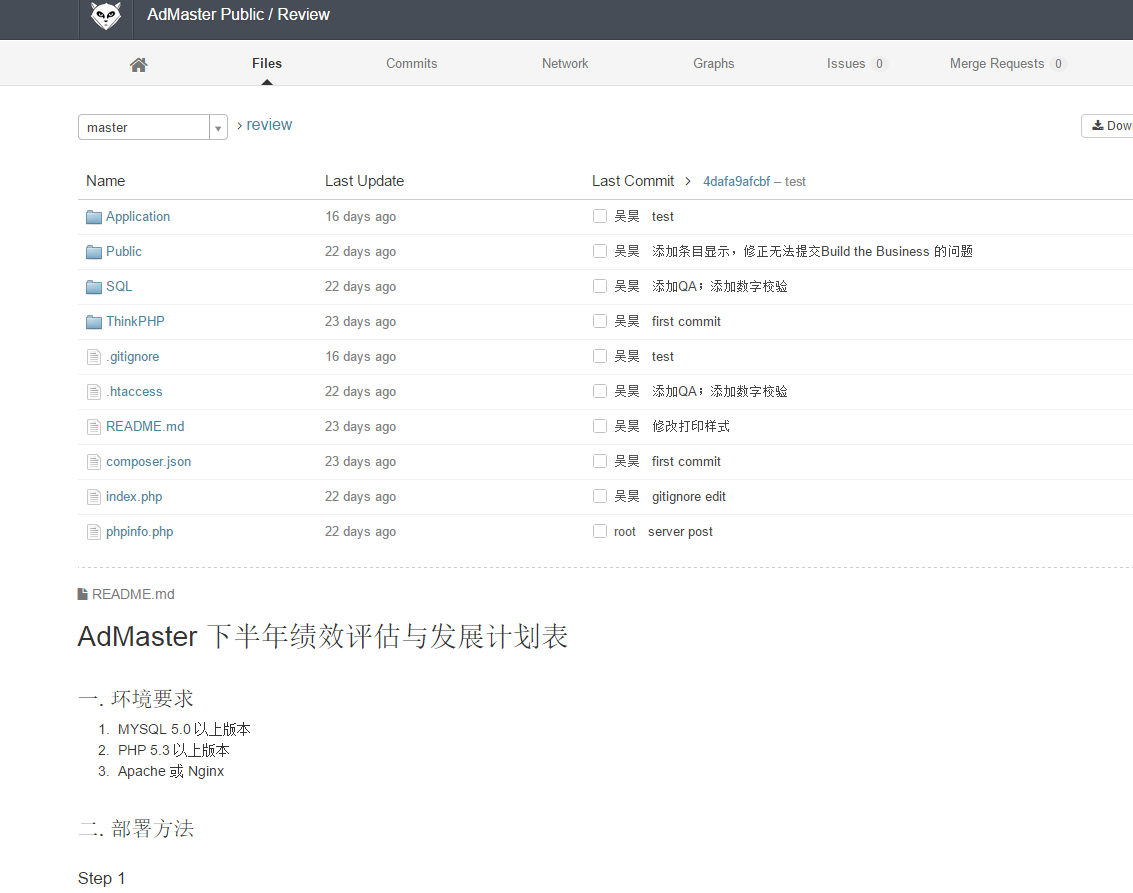 AdMaster Public / Review
Files Commits Network Graphs Issues 0 Merge Requests 0
master › review Dow
Name Last Update Last Commit > 4dafa9afcbf – test
Application 16 days ago 吴昊 test
Public 22 days ago 吴昊 添加条目显示，修正无法提交Build the Business 的问题
SQL 22 days ago 吴昊 添加QA；添加数字校验
ThinkPHP 23 days ago 吴昊 first commit
.gitignore 16 days ago 吴昊 test
.htaccess 22 days ago 吴昊 添加QA；添加数字校验
README.md 23 days ago 吴昊 修改打印样式
composer.json 23 days ago 吴昊 first commit
index.php 22 days ago 吴昊 gitignore edit
phpinfo.php 22 days ago root server post
README.md
AdMaster 下半年绩效评估与发展计划表
一. 环境要求
1. MYSQL 5.0 以上版本
2. PHP 5.3 以上版本
3. Apache 或 Nginx
二. 部署方法
Step 1